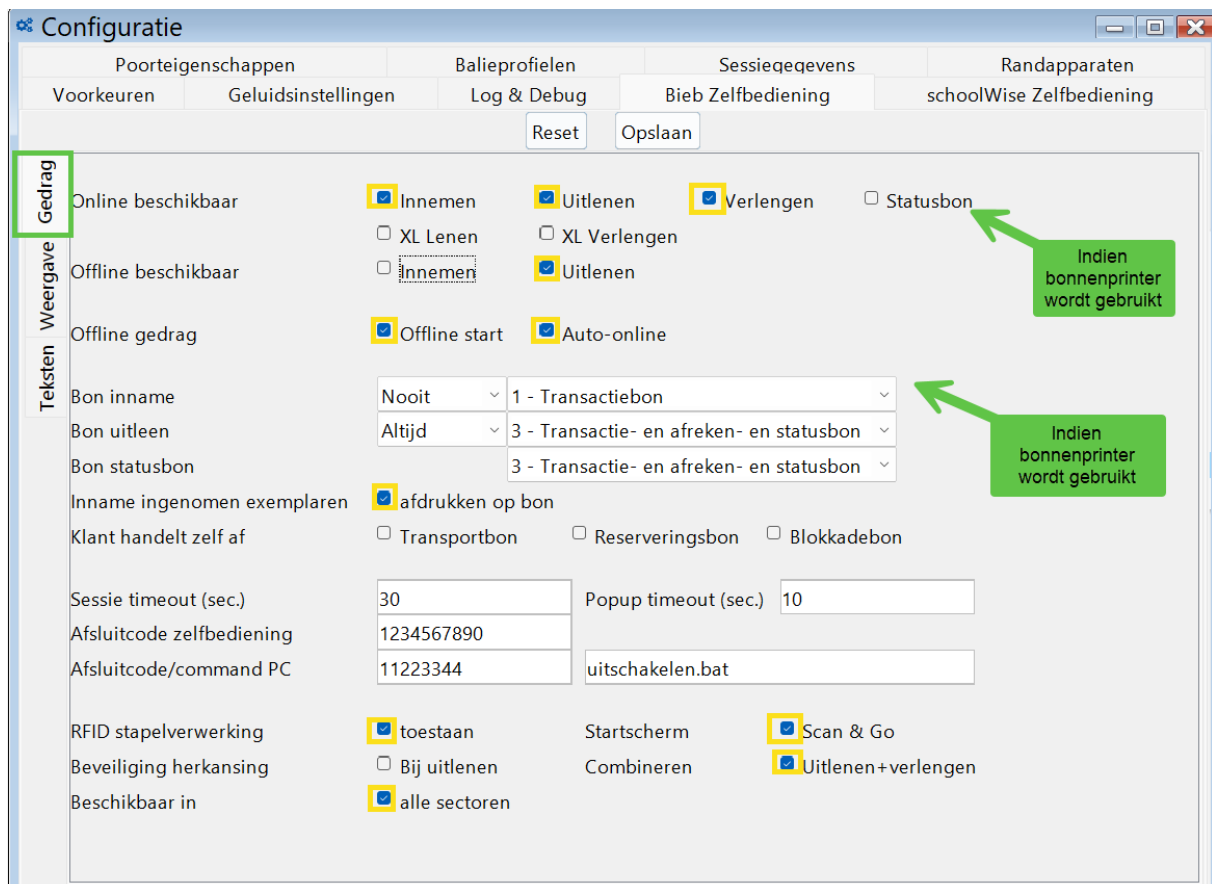 Configuratie
Poorteigenschappen Balieprofielen Sessiegegevens Randapparaten
Voorkeuren Geluidsinstellingen Log & Debug Bieb Zelfbediening schoolWise Zelfbediening
Reset Opslaan
Gedrag
Weergave
Teksten
Online beschikbaar Innemen Uitlenen Verlengen Statusbon
XL Lenen XL Verlengen
Offline beschikbaar Innemen Uitlenen
Indien
bonnenprinter
wordt gebruikt
Offline gedrag Offline start Auto-online
Bon inname Nooit 1 - Transactiebon
Bon uitleen Altijd 3 - Transactie- en afreken- en statusbon
Bon statusbon 3 - Transactie- en afreken- en statusbon
Indien
bonnenprinter
wordt gebruikt
Inname ingenomen exemplaren afdrukken op bon
Klant handelt zelf af Transportbon Reserveringsbon Blokkadebon
Sessie timeout (sec.) 30 Popup timeout (sec.) 10
Afsluitcode zelfbediening 1234567890
Afsluitcode/command PC 11223344 uitschakelen.bat
RFID stapelverwerking toestaan Startscherm Scan & Go
Beveiliging herkansing Bij uitlenen Combineren Uitlenen+verlengen
Beschikbaar in alle sectoren